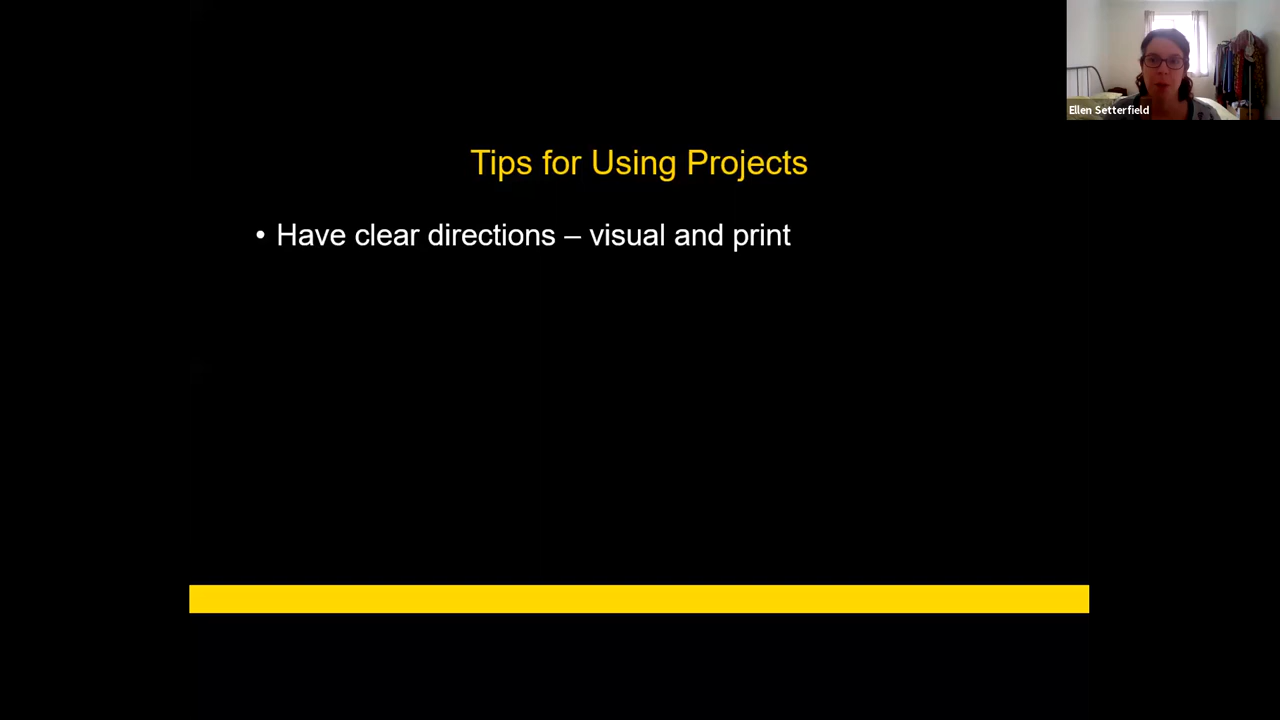 Ellen Setterfield
Tips for Using Projects
• Have clear directions – visual and print